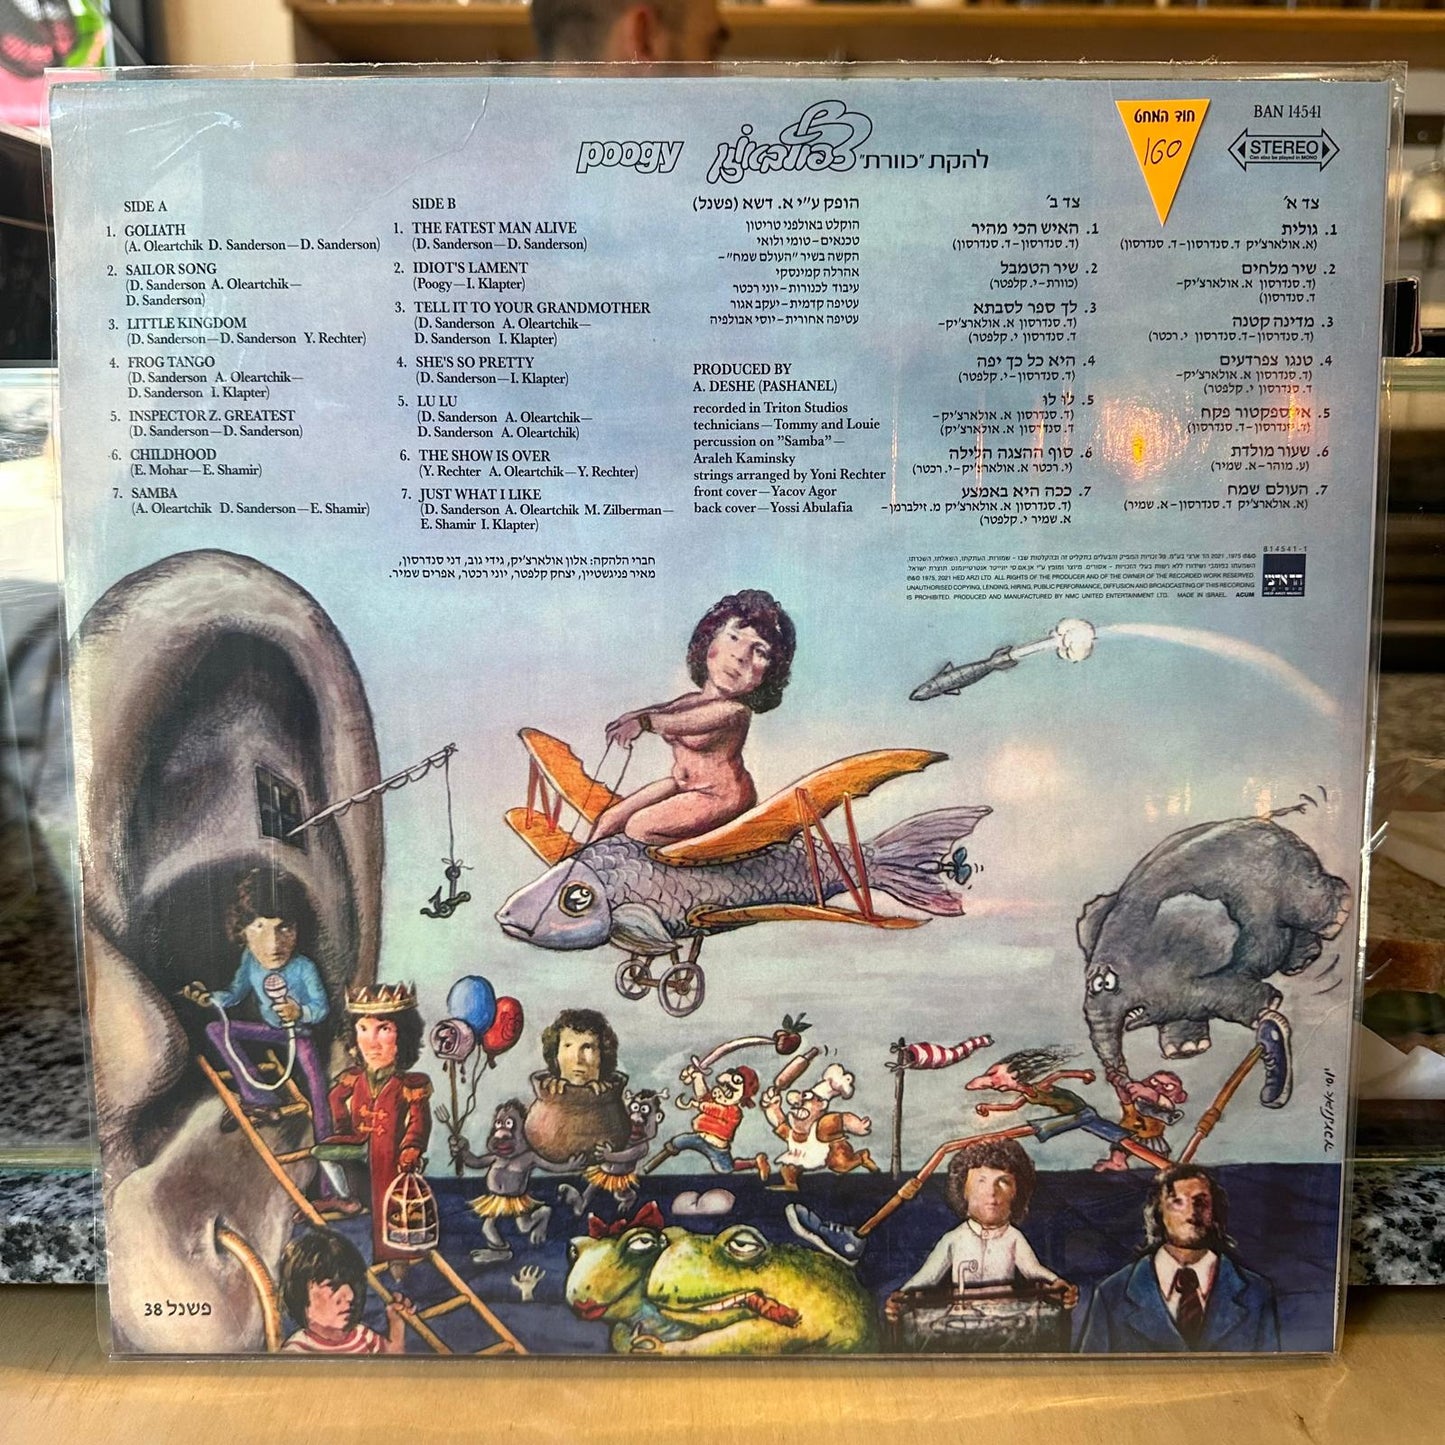 poogy
להקת "כוורת"
חוד המחט
160
BAN 14541
STEREO
Can also be played in MONO
SIDE A
1. GOLIATH
(A. Oleartchik D. Sanderson—D. Sanderson)
2. SAILOR SONG
(D. Sanderson A. Oleartchik—
D. Sanderson)
3. LITTLE KINGDOM
(D. Sanderson—D. Sanderson Y. Rechter)
4. FROG TANGO
(D. Sanderson A. Oleartchik—
D. Sanderson I. Klapter)
5. INSPECTOR Z. GREATEST
(D. Sanderson—D. Sanderson)
6. CHILDHOOD
(E. Mohar—E. Shamir)
7. SAMBA
(A. Oleartchik D. Sanderson—E. Shamir)
SIDE B
1. THE FATEST MAN ALIVE
(D. Sanderson—D. Sanderson)
2. IDIOT'S LAMENT
(Poogy—I. Klapter)
3. TELL IT TO YOUR GRANDMOTHER
(D. Sanderson A. Oleartchik—
D. Sanderson I. Klapter)
4. SHE'S SO PRETTY
(D. Sanderson—I. Klapter)
5. LU LU
(D. Sanderson A. Oleartchik—
D. Sanderson A. Oleartchik)
6. THE SHOW IS OVER
(Y. Rechter A. Oleartchik—Y. Rechter)
7. JUST WHAT I LIKE
(D. Sanderson A. Oleartchik M. Zilberman—
E. Shamir I. Klapter)
הופק ע"י א. דשא (פשנל)
הוקלט באולפני טריטון
טכנאים-טומי ולואי
הקשה בשיר "העולם שמח"-
אהרלה קמינסקי
עיבוד לכנורות-יוני רכטר
עטיפה קדמית-יעקב אגור
עטיפה אחורית-יוסי אבולפיה
PRODUCED BY
A. DESHE (PASHANEL)
recorded in Triton Studios
technicians—Tommy and Louie
percussion on "Samba"—
Araleh Kaminsky
strings arranged by Yoni Rechter
front cover—Yacov Agor
back cover—Yossi Abulafia
צד ב'
1. האיש הכי מהיר
(ד. סנדרסון-ד. סנדרסון)
2. שיר הטמבל
(כוורת-י. קלפטר)
3. לך ספר לסבתא
(ד. סנדרסון א. אולארצ'יק-
ד. סנדרסון י. קלפטר)
4. היא כל כך יפה
(ד. סנדרסון-י. קלפטר)
5. לו לו
(ד. סנדרסון א. אולארצ'יק-
ד. סנדרסון א. אולארצ'יק)
6. סוף ההצגה הלילה
(י. רכטר א. אולארצ'יק-י. רכטר)
7. ככה היא באמצע
(ד. סנדרסון א. אולארצ'יק מ. זילברמן-
א. שמיר י. קלפטר)
צד א'
1. גולית
(א. אולארצ'יק ד. סנדרסון-ד. סנדרסון)
2. שיר מלחים
(ד. סנדרסון א. אולארצ'יק-
ד. סנדרסון)
3. מדינה קטנה
(ד. סנדרסון-ד. סנדרסון י. רכטר)
4. טנגו צפרדעים
(ד. סנדרסון א. אולארצ'יק-
ד. סנדרסון י. קלפטר)
5. אינספקטור פקח
(ד. סנדרסון-ד. סנדרסון)
6. שעור מולדת
(ע. מוהר-א. שמיר)
7. העולם שמח
(א. אולארצ'יק ד. סנדרסון-א. שמיר)
חברי הלהקה: אלון אולארצ'יק, גידי גוב, דני סנדרסון,
מאיר פניגשטיין, יצחק קלפטר, יוני רכטר, אפרים שמיר.
814541-1
℗&© 1975, 2021 HED ARZI LTD. ALL RIGHTS OF THE PRODUCER AND OF THE OWNER OF THE RECORDED WORK RESERVED.
UNAUTHORISED COPYING, LENDING, HIRING, PUBLIC PERFORMANCE, DIFFUSION AND BROADCASTING OF THIS RECORDING
IS PROHIBITED. PRODUCED AND MANUFACTURED BY NMC UNITED ENTERTAINMENT LTD. MADE IN ISRAEL. ACUM
הד ארצי
מוסיקה
HED ARZI MUSIC
פשנל 38